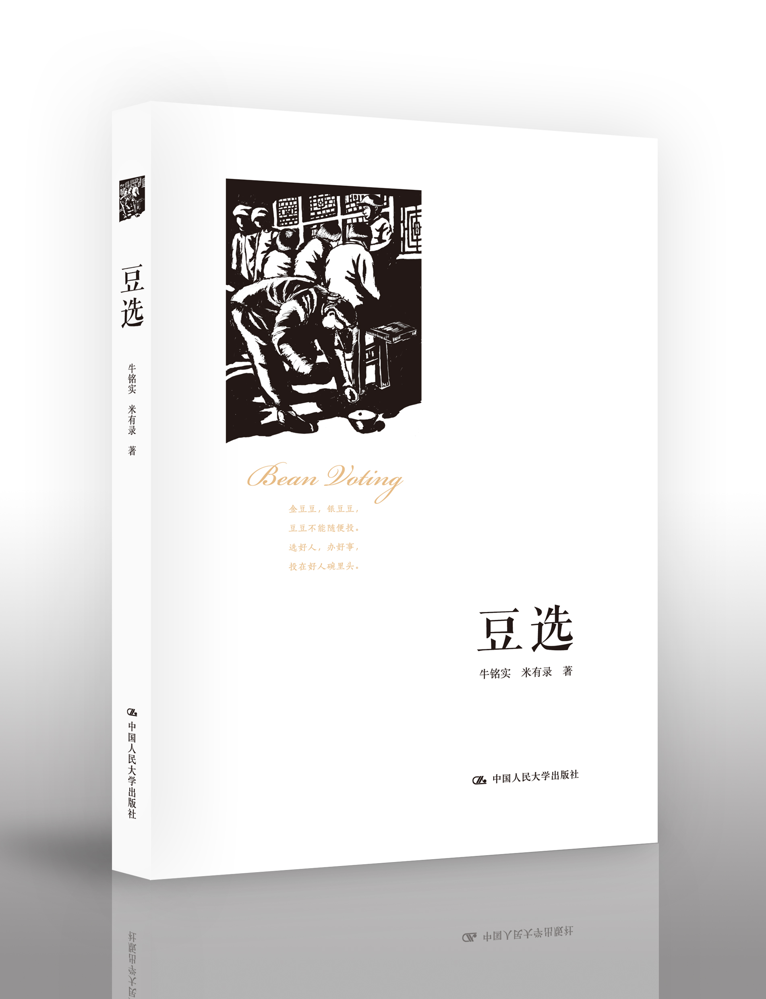 豆选
牛铭实 米有录 著
中国人民大学出版社
Bean Voting
金豆豆，银豆豆，
豆豆不能随便投。
选好人，办好事，
投在好人碗里头。
豆选
牛铭实 米有录 著
中国人民大学出版社